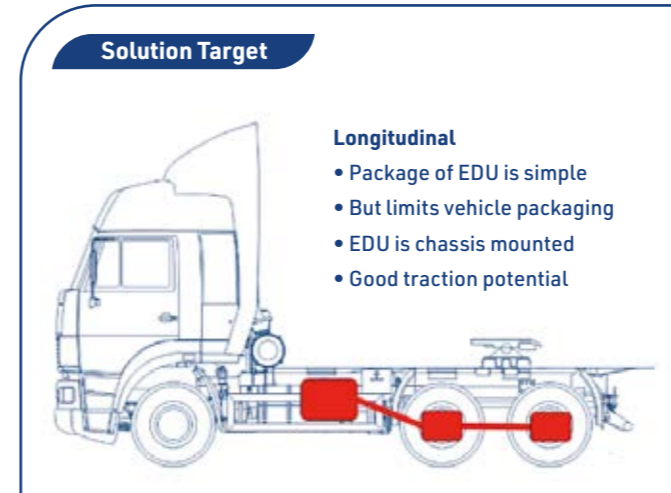 Solution Target
Longitudinal
• Package of EDU is simple
• But limits vehicle packaging
• EDU is chassis mounted
• Good traction potential